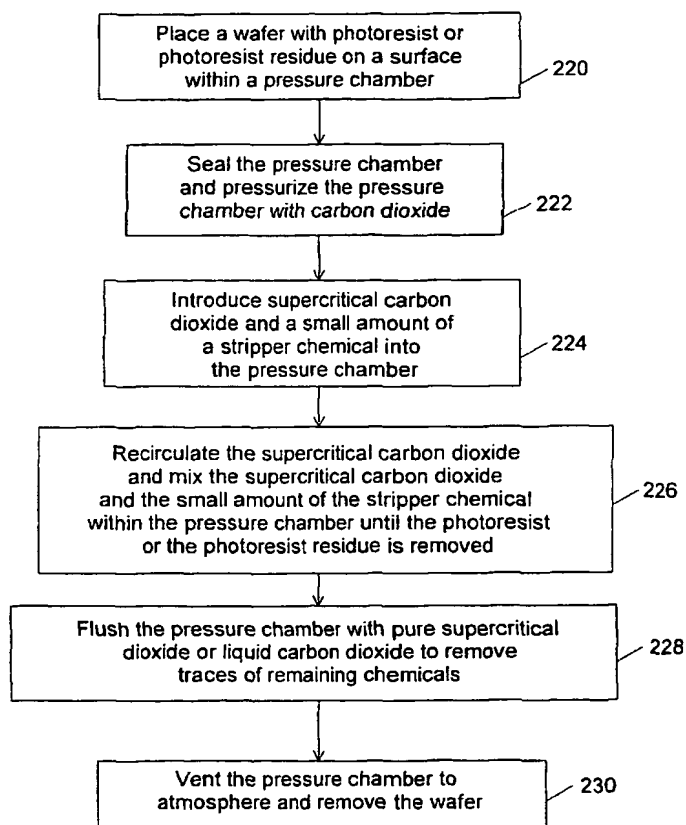 Place a wafer with photoresist or
photoresist residue on a surface
within a pressure chamber
220
Seal the pressure chamber
and pressurize the pressure
chamber with carbon dioxide
222
Introduce supercritical carbon
dioxide and a small amount of
a stripper chemical into
the pressure chamber
224
Recirculate the supercritical carbon dioxide
and mix the supercritical carbon dioxide
and the small amount of the stripper chemical
within the pressure chamber until the photoresist
or the photoresist residue is removed
226
Flush the pressure chamber with pure supercritical
dioxide or liquid carbon dioxide to remove
traces of remaining chemicals
228
Vent the pressure chamber to
atmosphere and remove the wafer
230